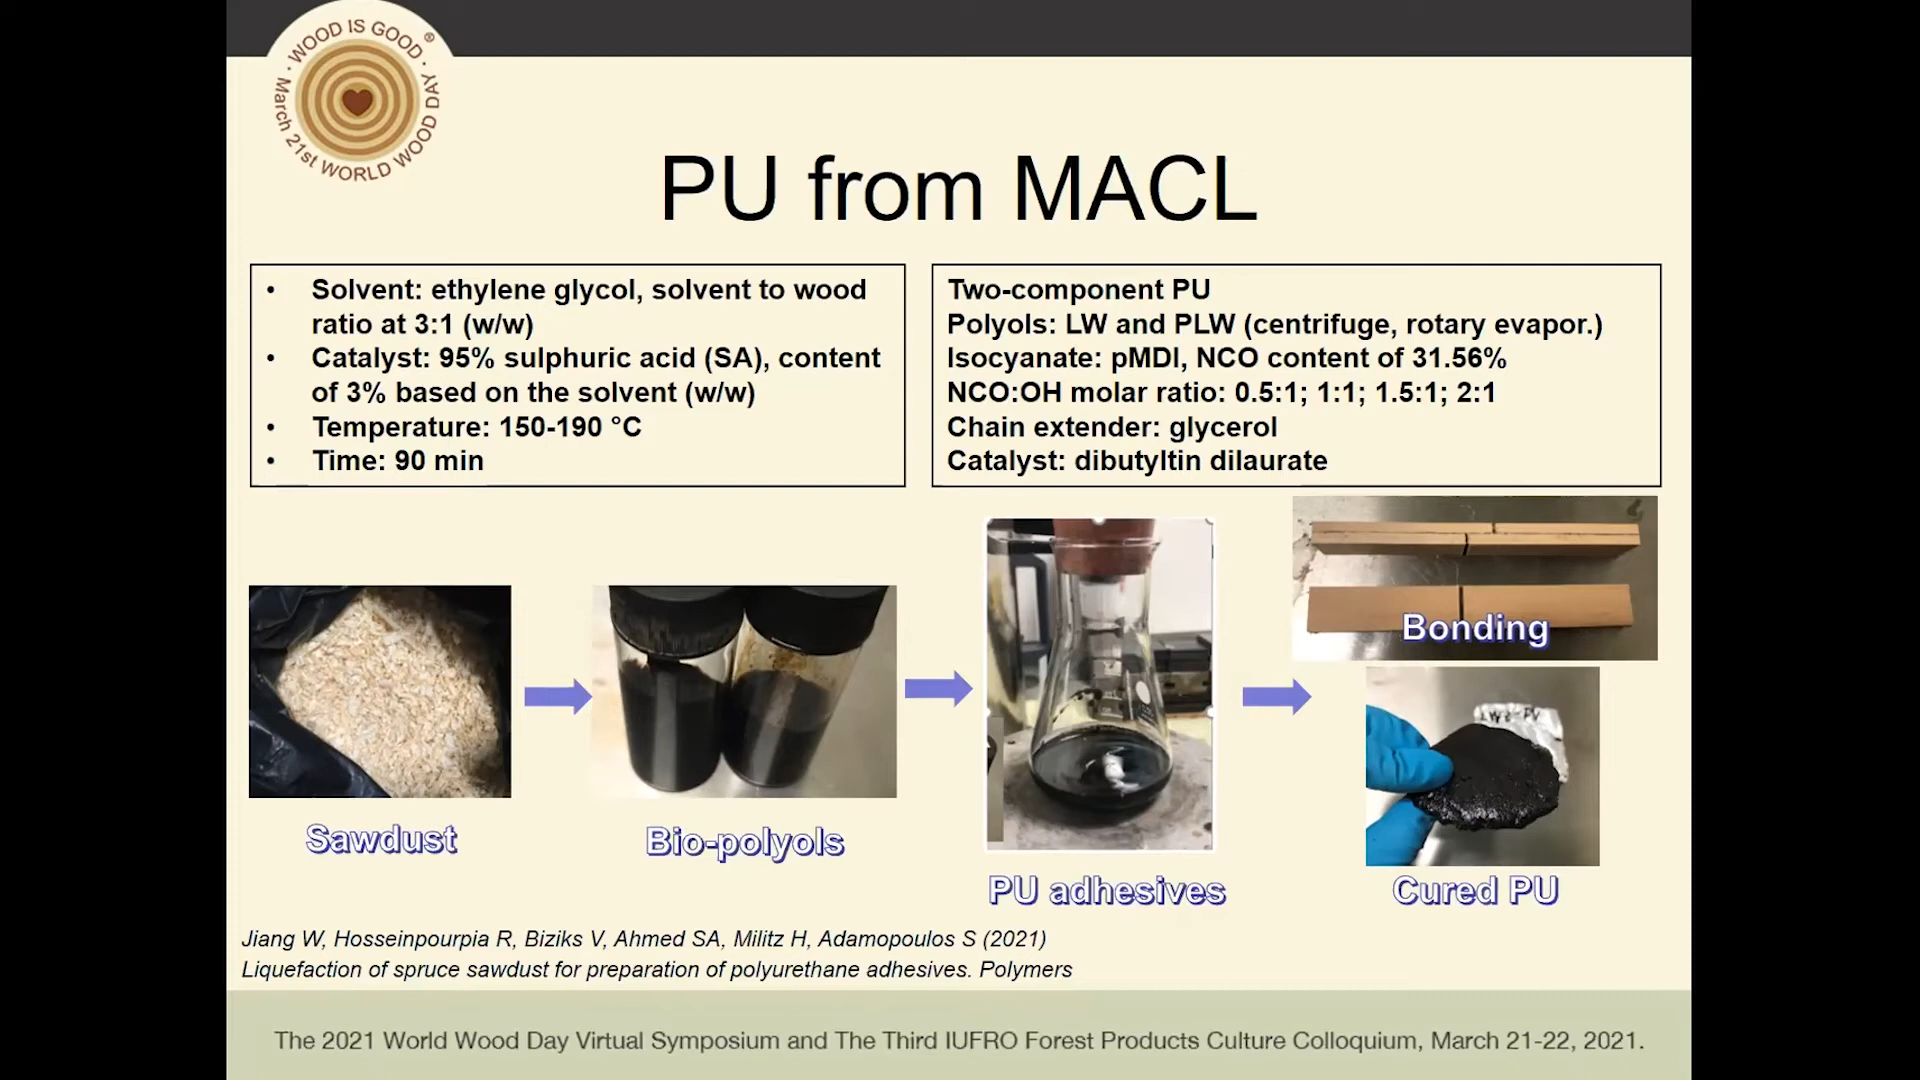 WOOD IS GOOD ®
March 21st WORLD WOOD DAY
PU from MACL
• Solvent: ethylene glycol, solvent to wood
ratio at 3:1 (w/w)
• Catalyst: 95% sulphuric acid (SA), content
of 3% based on the solvent (w/w)
• Temperature: 150-190 °C
• Time: 90 min
Two-component PU
Polyols: LW and PLW (centrifuge, rotary evapor.)
Isocyanate: pMDI, NCO content of 31.56%
NCO:OH molar ratio: 0.5:1; 1:1; 1.5:1; 2:1
Chain extender: glycerol
Catalyst: dibutyltin dilaurate
Bonding
Sawdust
Bio-polyols
PU adhesives
Cured PU
Jiang W, Hosseinpourpia R, Biziks V, Ahmed SA, Militz H, Adamopoulos S (2021)
Liquefaction of spruce sawdust for preparation of polyurethane adhesives. Polymers
The 2021 World Wood Day Virtual Symposium and The Third IUFRO Forest Products Culture Colloquium, March 21-22, 2021.